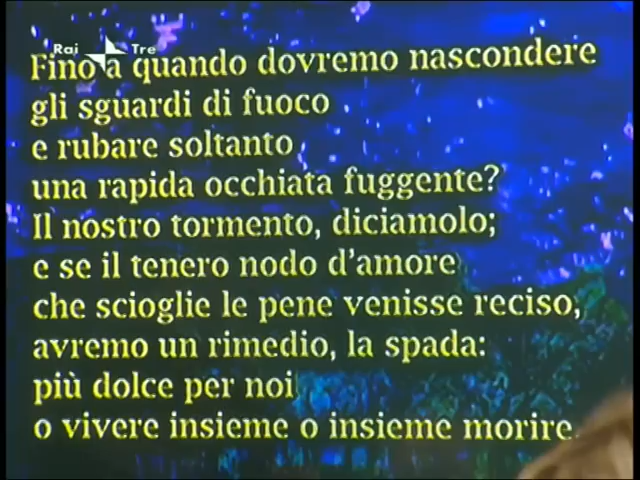 Rai Tre
Fino a quando dovremo nascondere
gli sguardi di fuoco
e rubare soltanto
una rapida occhiata fuggente?
Il nostro tormento, diciamolo;
e se il tenero nodo d'amore
che scioglie le pene venisse reciso,
avremo un rimedio, la spada:
più dolce per noi
o vivere insieme o insieme morire.